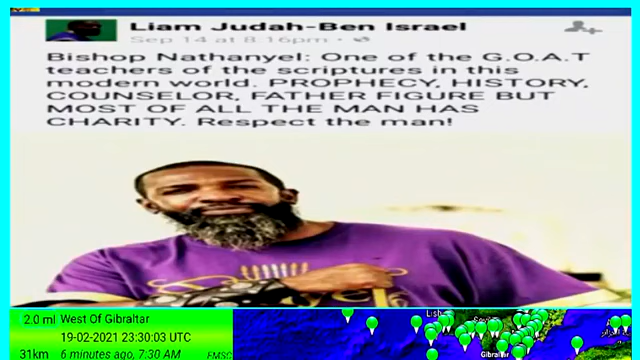 Liam Judah-Ben Israel
Sep 14 at 8:16pm
Bishop Nathanyel: One of the G.O.A.T
teachers of the scriptures in this
modern world. PROPHECY, HISTORY,
COUNSELOR, FATHER FIGURE BUT
MOST OF ALL THE MAN HAS
CHARITY. Respect the man!
2.0 ml West Of Gibraltar
19-02-2021 23:30:03 UTC
31km 6 minutes ago, 7:30 AM EMSC
Gibraltar